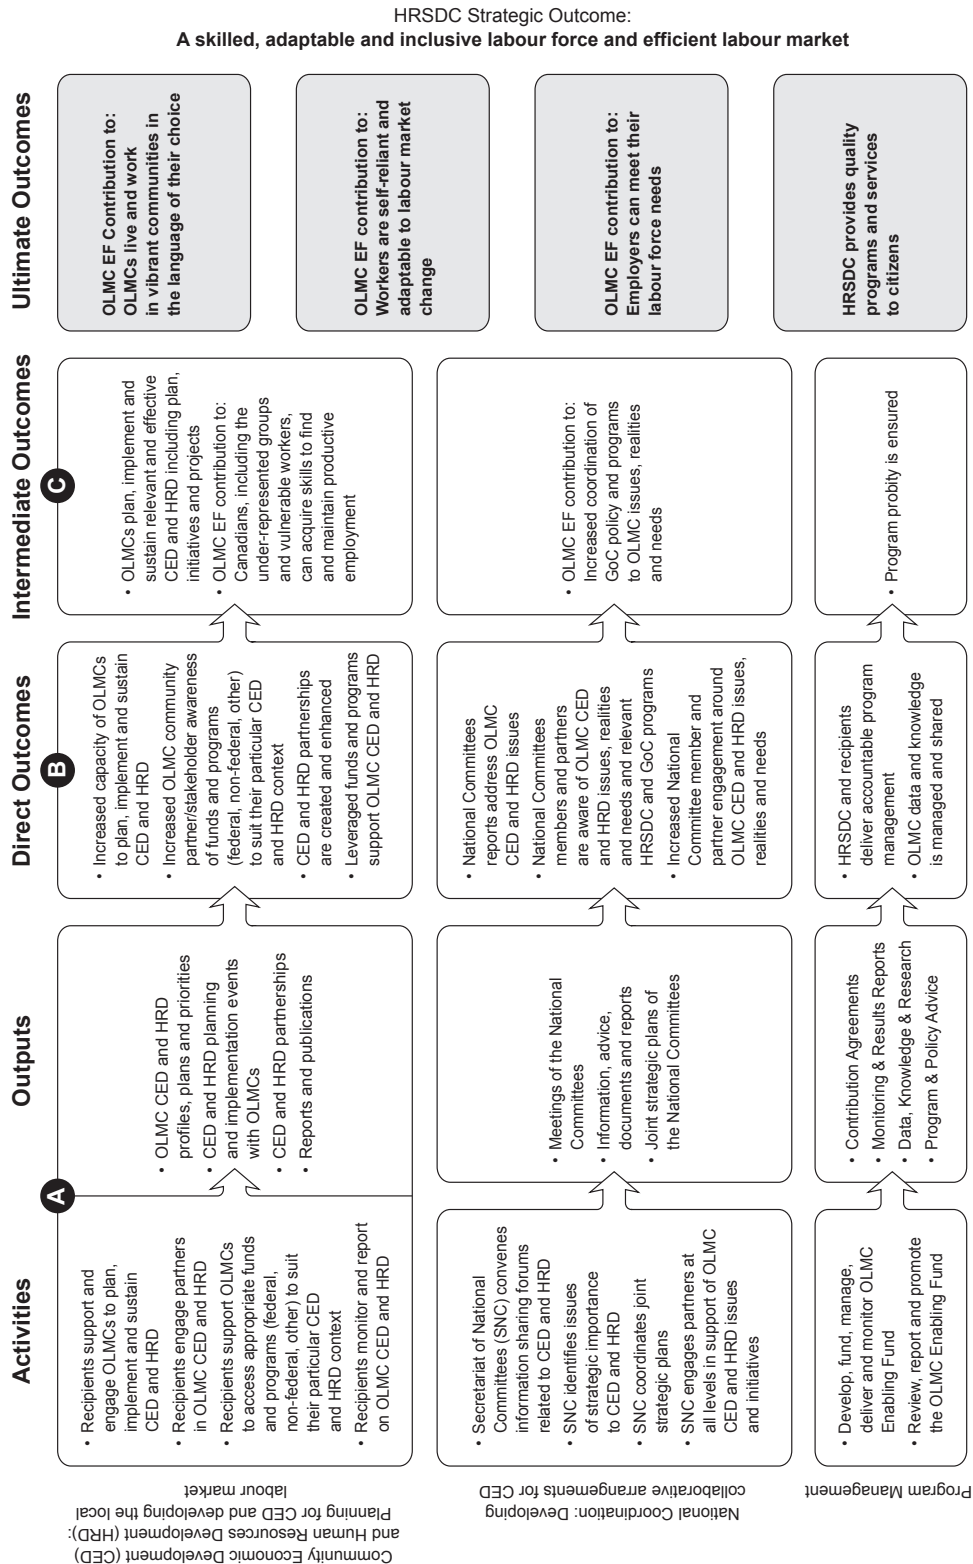 HRSDC Strategic Outcome:
A skilled, adaptable and inclusive labour force and efficient labour market
Activities
Outputs
Direct Outcomes
Intermediate Outcomes
Ultimate Outcomes
A
B
C
Community Economic Development (CED)
and Human Resources Development (HRD):
Planning for CED and developing the local
labour market
• Recipients support and
engage OLMCs to plan,
implement and sustain
CED and HRD
• Recipients engage partners
in OLMC CED and HRD
• Recipients support OLMCs
to access appropriate funds
and programs (federal,
non-federal, other) to suit
their particular CED
and HRD context
• Recipients monitor and report
on OLMC CED and HRD
• OLMC CED and HRD
profiles, plans and priorities
• CED and HRD planning
and implementation events
with OLMCs
• CED and HRD partnerships
• Reports and publications
• Increased capacity of OLMCs
to plan, implement and sustain
CED and HRD
• Increased OLMC community
partner/stakeholder awareness
of funds and programs
(federal, non-federal, other)
to suit their particular CED
and HRD context
• CED and HRD partnerships
are created and enhanced
• Leveraged funds and programs
support OLMC CED and HRD
• OLMCs plan, implement and
sustain relevant and effective
CED and HRD including plan,
initiatives and projects
• OLMC EF contribution to:
Canadians, including the
under-represented groups
and vulnerable workers,
can acquire skills to find
and maintain productive
employment
OLMC EF Contribution to:
OLMCs live and work
in vibrant communities in
the language of their choice
OLMC EF contribution to:
Workers are self-reliant and
adaptable to labour market
change
National Coordination: Developing
collaborative arrangements for CED
• Secretariat of National
Committees (SNC) convenes
information sharing forums
related to CED and HRD
• SNC identifies issues
of strategic importance
to CED and HRD
• SNC coordinates joint
strategic plans
• SNC engages partners at
all levels in support of OLMC
CED and HRD issues
and initiatives
• Meetings of the National
Committees
• Information, advice,
documents and reports
• Joint strategic plans of
the National Committees
• National Committees
reports address OLMC
CED and HRD issues
• National Committees
members and partners
are aware of OLMC CED
and HRD issues, realities
and needs and relevant
HRSDC and GoC programs
• Increased National
Committee member and
partner engagement around
OLMC CED and HRD issues,
realities and needs
• OLMC EF contribution to:
Increased coordination of
GoC policy and programs
to OLMC issues, realities
and needs
OLMC EF contribution to:
Employers can meet their
labour force needs
Program Management
• Develop, fund, manage,
deliver and monitor OLMC
Enabling Fund
• Review, report and promote
the OLMC Enabling Fund
• Contribution Agreements
• Monitoring & Results Reports
• Data, Knowledge & Research
• Program & Policy Advice
• HRSDC and recipients
deliver accountable program
management
• OLMC data and knowledge
is managed and shared
• Program probity is ensured
HRSDC provides quality
programs and services
to citizens